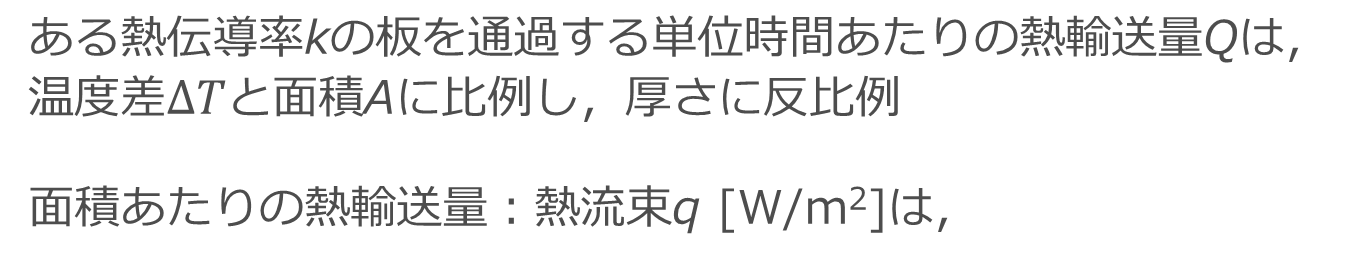 ある熱伝導率kの板を通過する単位時間あたりの熱輸送量Qは,
温度差ΔTと面積Aに比例し，厚さに反比例
面積あたりの熱輸送量：熱流束q [W/m²]は,